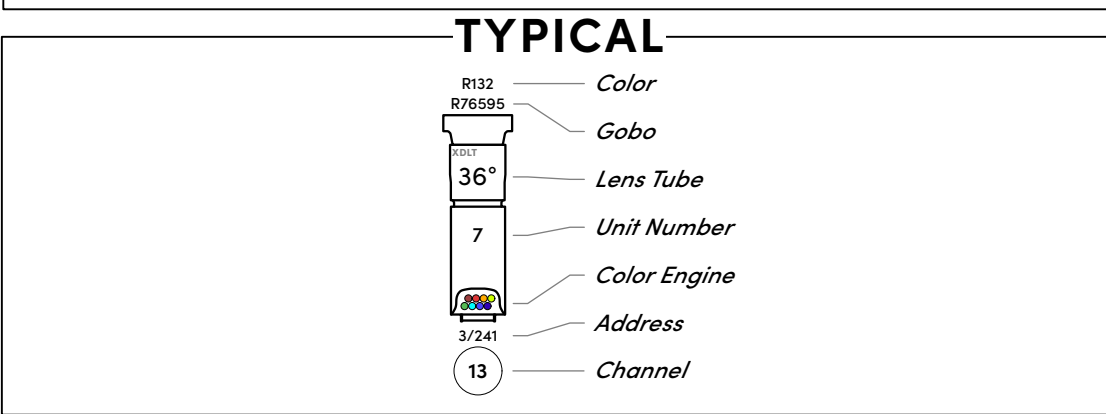 TYPICAL
R132
Color
R76595
Gobo
XDLT
36°
Lens Tube
7
Unit Number
Color Engine
3/241
Address
13
Channel